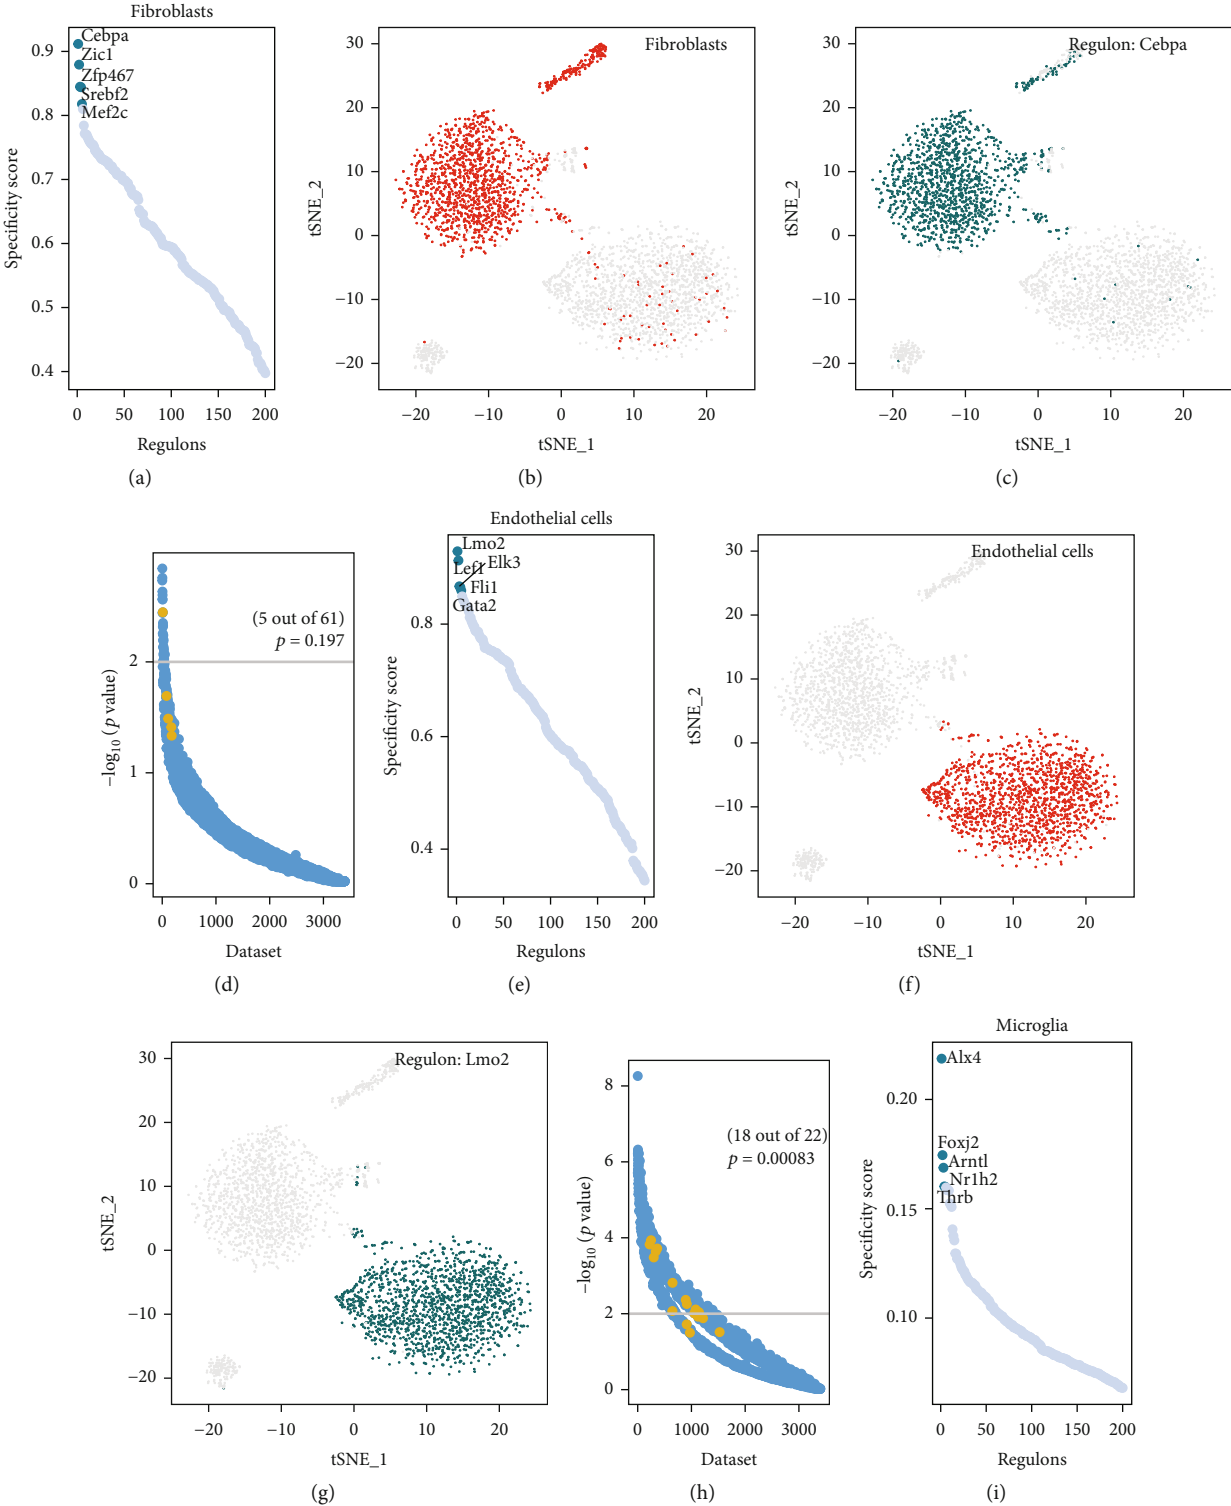 Fibroblasts
Cebpa
Zic1
Zfp467
Srebf2
Mef2c
0.9
0.8
0.7
0.6
0.5
0.4
Specificity score
0 50 100 150 200
Regulons
(a)
Fibroblasts
30
20
10
0
−10
−20
tSNE_2
−20 −10 0 10 20
tSNE_1
(b)
Regulon: Cebpa
30
20
10
0
−10
−20
tSNE_2
−20 −10 0 10 20
tSNE_1
(c)
(5 out of 61)
p = 0.197
2
1
0
−log10 (p value)
0 1000 2000 3000
Dataset
(d)
Endothelial cells
Lmo2
Lef1
Elk3
Fli1
Gata2
0.8
0.6
0.4
Specificity score
0 50 100 150 200
Regulons
(e)
Endothelial cells
30
20
10
0
−10
−20
tSNE_2
−20 −10 0 10 20
tSNE_1
(f)
Regulon: Lmo2
30
20
10
0
−10
−20
tSNE_2
−20 −10 0 10 20
tSNE_1
(g)
(18 out of 22)
p = 0.00083
8
6
4
2
0
−log10 (p value)
0 1000 2000 3000
Dataset
(h)
Microglia
Alx4
Foxj2
Arntl
Nr1h2
Thrb
0.20
0.15
0.10
Specificity score
0 50 100 150 200
Regulons
(i)